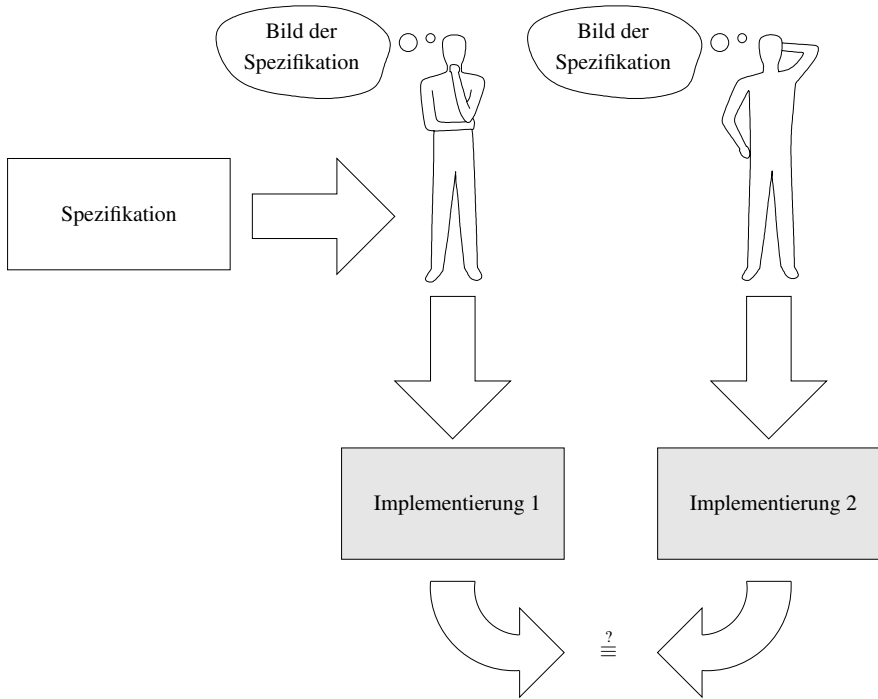 Bild der
Spezifikation
Bild der
Spezifikation
Spezifikation
Implementierung 1
Implementierung 2
?
≡